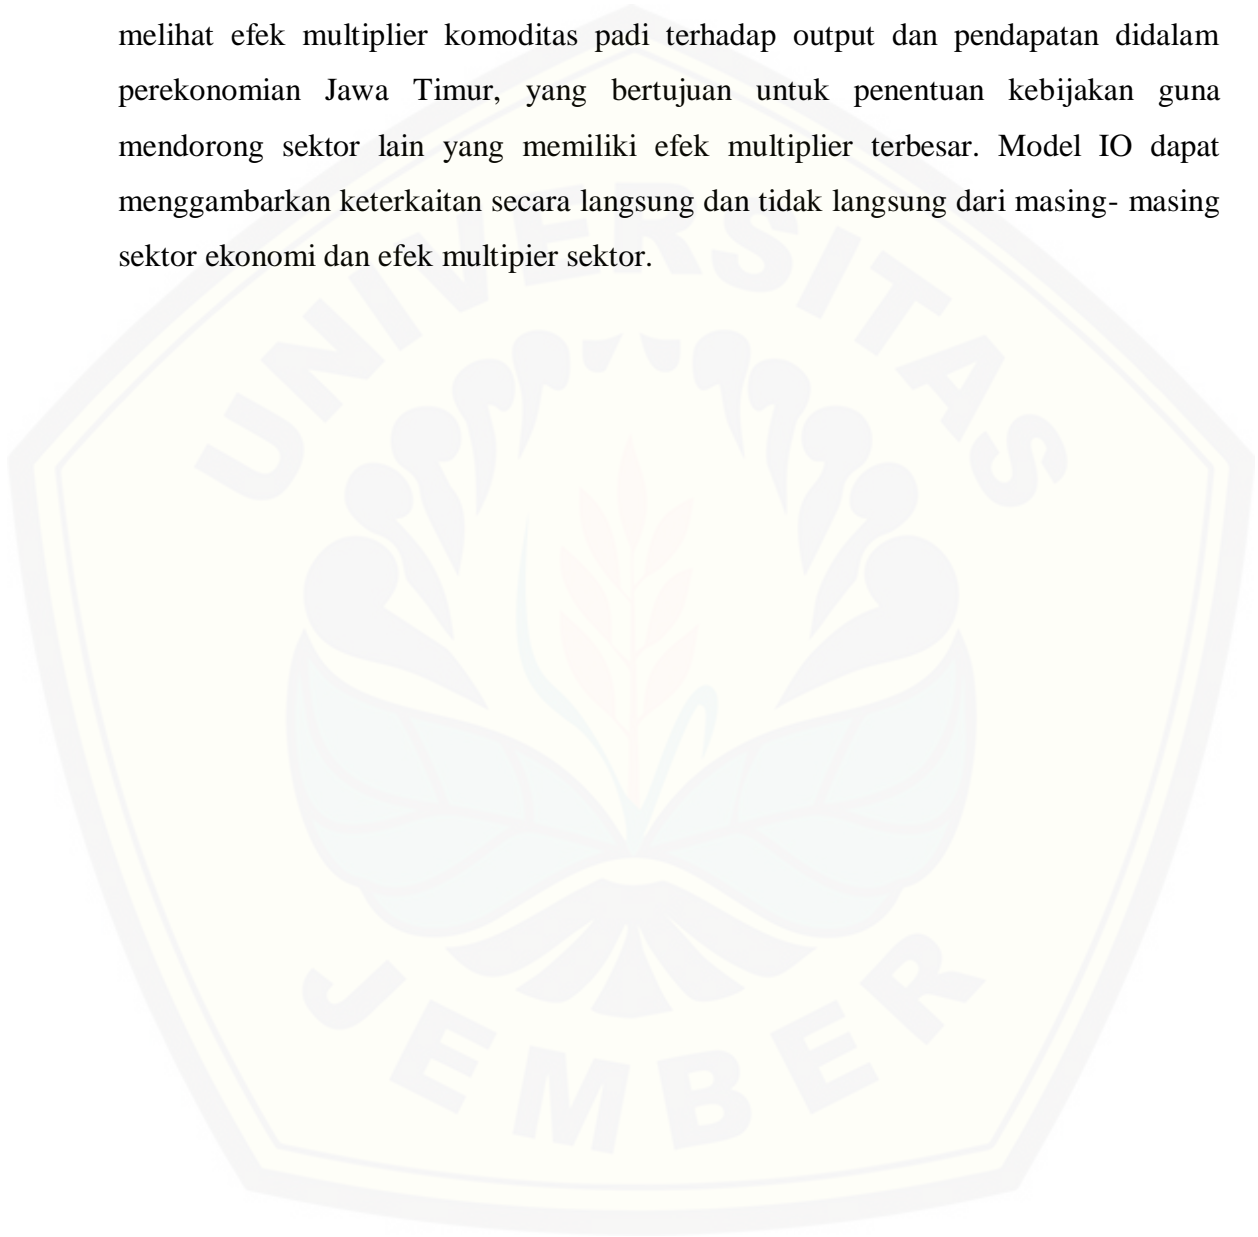 melihat efek multiplier komoditas padi terhadap output dan pendapatan didalam
perekonomian Jawa Timur, yang bertujuan untuk penentuan kebijakan guna
mendorong sektor lain yang memiliki efek multiplier terbesar. Model IO dapat
menggambarkan keterkaitan secara langsung dan tidak langsung dari masing- masing
sektor ekonomi dan efek multipier sektor.
UNIVERSITAS
JEMBER